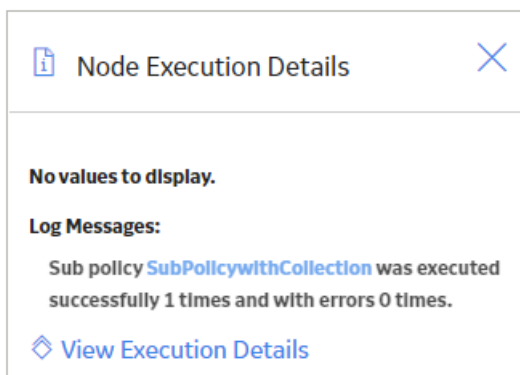 Node Execution Details
No values to display.
Log Messages:
Sub policy SubPolicywithCollection was executed
successfully 1 times and with errors 0 times.
View Execution Details